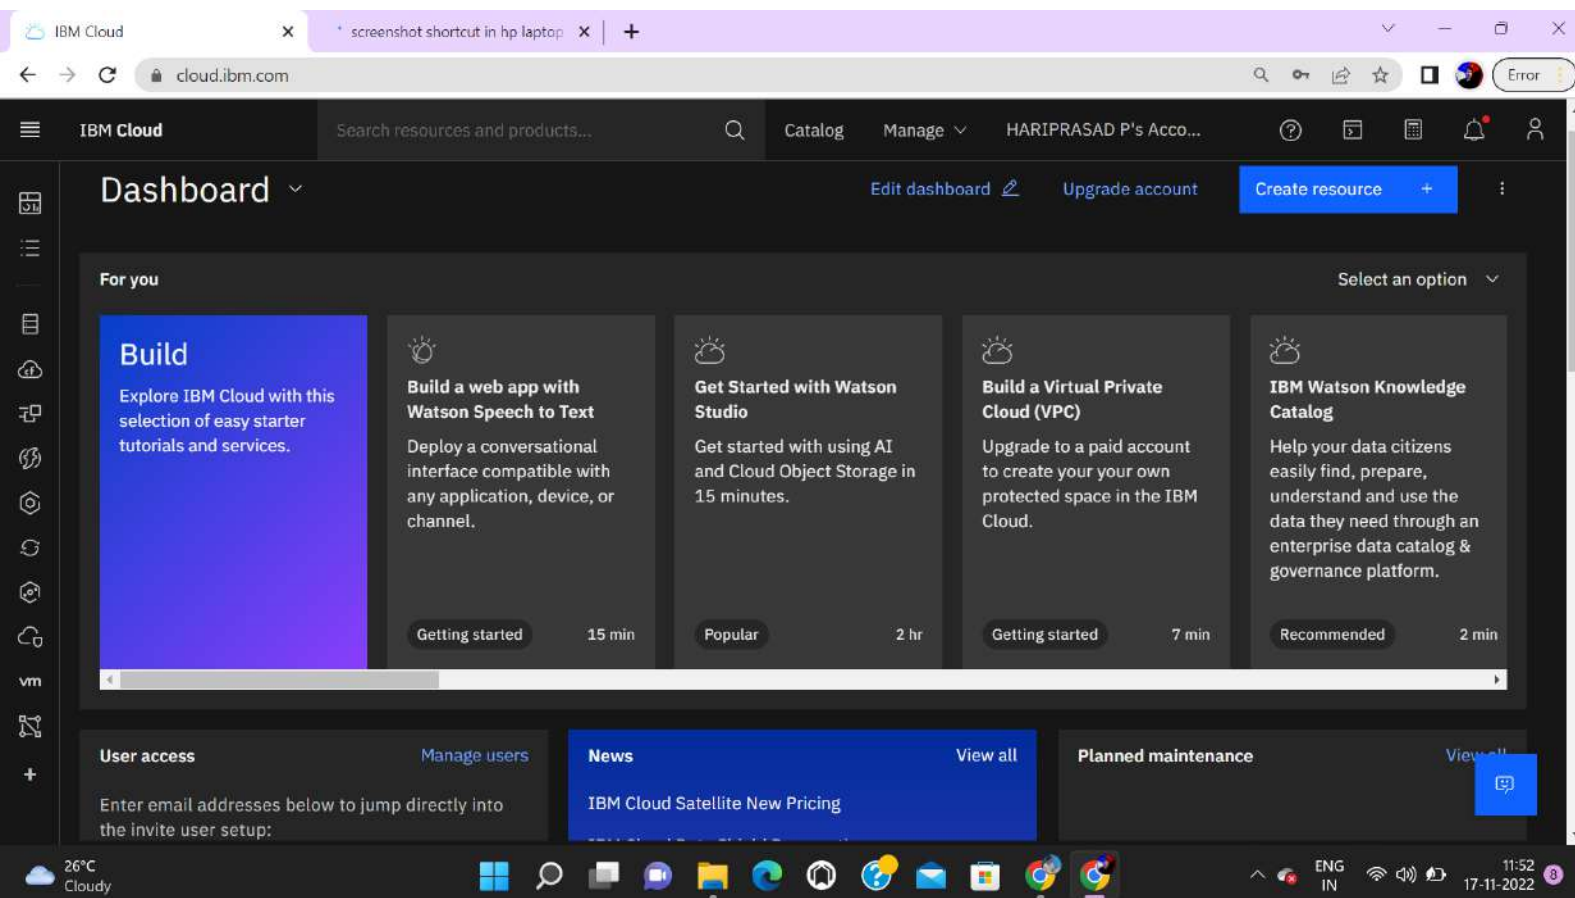 IBM Cloud
screenshot shortcut in hp laptop
cloud.ibm.com
Error
IBM Cloud
Search resources and products...
Catalog
Manage
HARIPRASAD P's Acco...
Dashboard
Edit dashboard
Upgrade account
Create resource +
For you
Select an option
Build
Explore IBM Cloud with this
selection of easy starter
tutorials and services.
Build a web app with
Watson Speech to Text
Deploy a conversational
interface compatible with
any application, device, or
channel.
Getting started
15 min
Get Started with Watson
Studio
Get started with using AI
and Cloud Object Storage in
15 minutes.
Popular
2 hr
Build a Virtual Private
Cloud (VPC)
Upgrade to a paid account
to create your your own
protected space in the IBM
Cloud.
Getting started
7 min
IBM Watson Knowledge
Catalog
Help your data citizens
easily find, prepare,
understand and use the
data they need through an
enterprise data catalog &
governance platform.
Recommended
2 min
vm
User access
Manage users
Enter email addresses below to jump directly into
the invite user setup:
News
View all
IBM Cloud Satellite New Pricing
Planned maintenance
View all
26°C
Cloudy
ENG
IN
11:52
17-11-2022
8